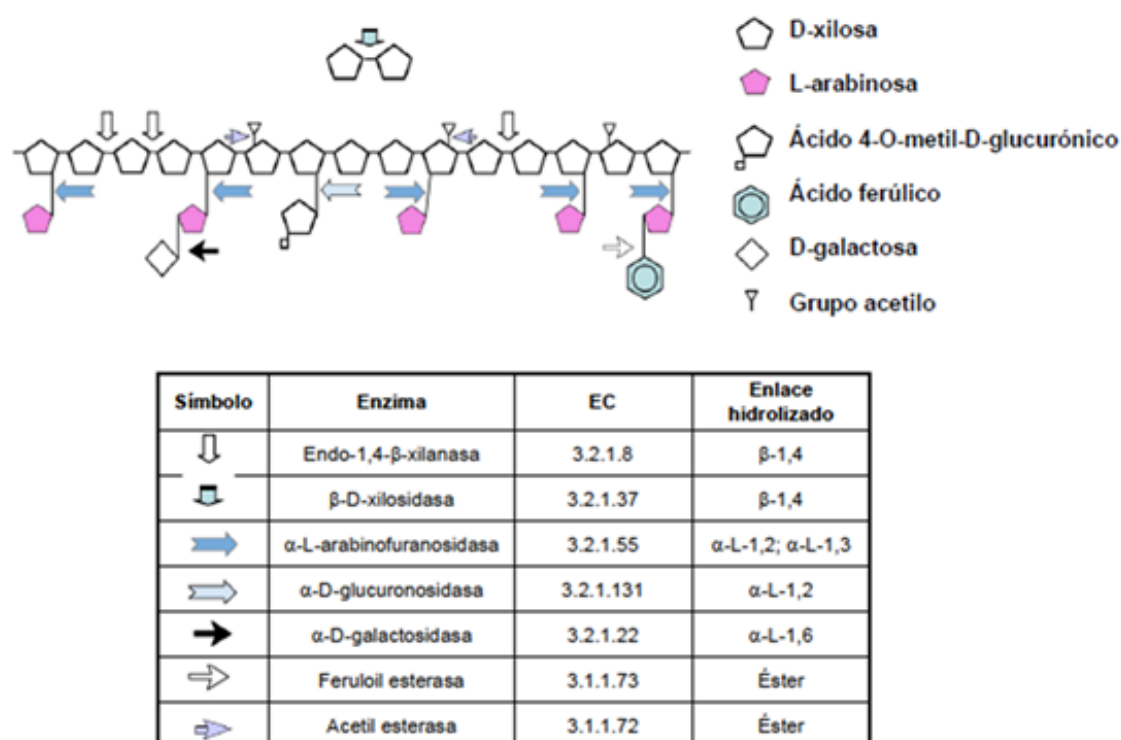 D-xilosa
L-arabinosa
Ácido 4-O-metil-D-glucurónico
Ácido ferúlico
D-galactosa
Grupo acetilo
Símbolo Enzima EC Enlace
hidrolizado
Endo-1,4-β-xilanasa 3.2.1.8 β-1,4
β-D-xilosidasa 3.2.1.37 β-1,4
α-L-arabinofuranosidasa 3.2.1.55 α-L-1,2; α-L-1,3
α-D-glucuronosidasa 3.2.1.131 α-L-1,2
α-D-galactosidasa 3.2.1.22 α-L-1,6
Feruloil esterasa 3.1.1.73 Éster
Acetil esterasa 3.1.1.72 Éster